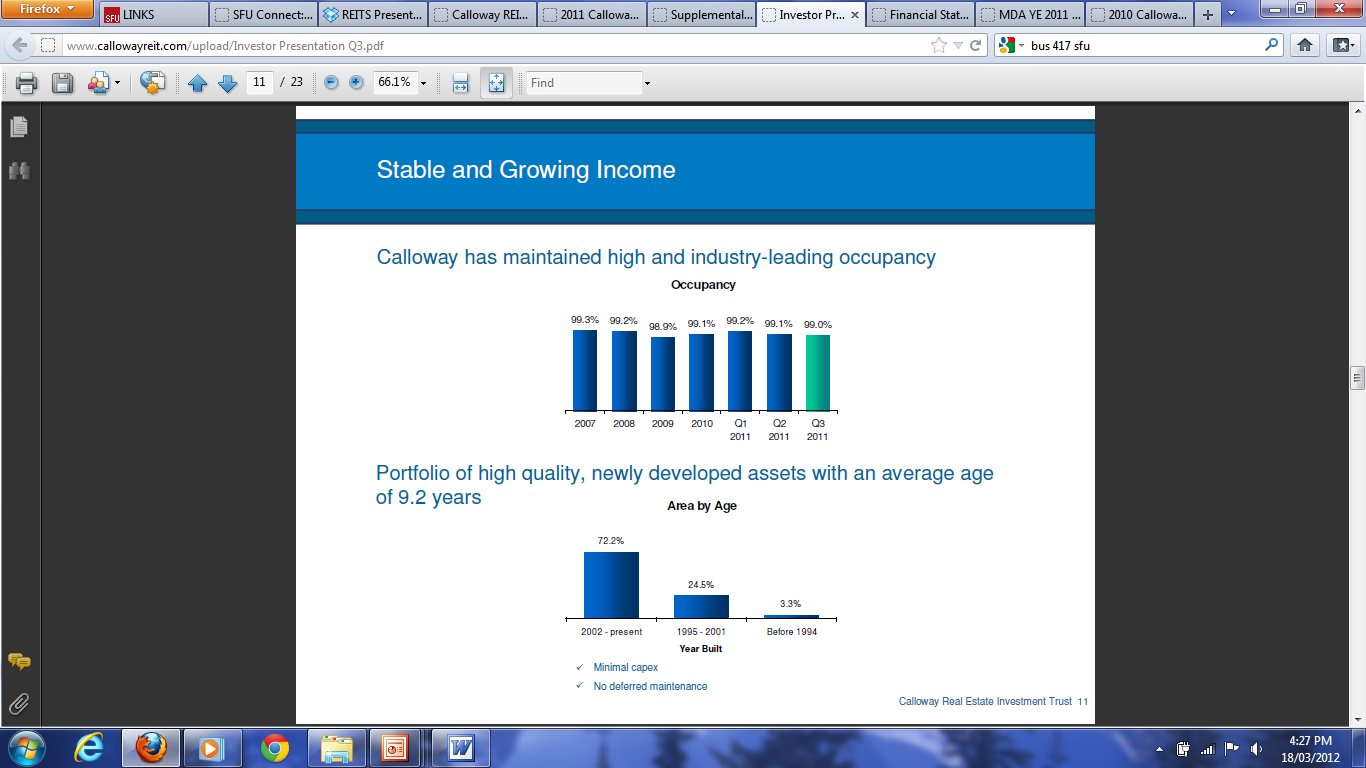 Firefox
LINKS
SFU Connect:...
REITS Present...
Calloway REI...
2011 Callowa...
Supplemental...
Investor Pr...
Financial Stat...
MDA YE 2011 ...
2010 Callowa...
www.callowayreit.com/upload/Investor Presentation Q3.pdf
bus 417 sfu
11 / 23
66.1%
Find
Stable and Growing Income
Calloway has maintained high and industry-leading occupancy
Occupancy
99.3% 99.2% 98.9% 99.1% 99.2% 99.1% 99.0%
2007 2008 2009 2010 Q1 Q2 Q3
2011 2011 2011
Portfolio of high quality, newly developed assets with an average age
of 9.2 years
Area by Age
72.2%
24.5%
3.3%
2002 - present 1995 - 2001 Before 1994
Year Built
✓ Minimal capex
✓ No deferred maintenance
Calloway Real Estate Investment Trust 11
4:27 PM
18/03/2012